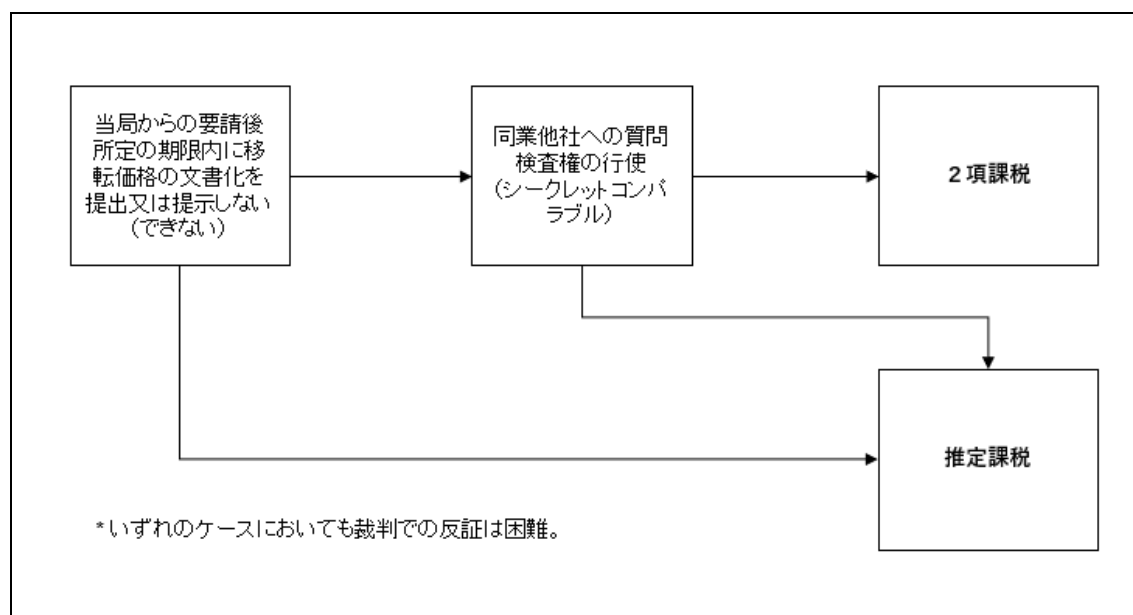 当局からの要請後
所定の期限内に移
転価格の文書化を
提出又は提示しない
（できない）
同業他社への質問
検査権の行使
（シークレットコンパ
ラブル）
２項課税
推定課税
*いずれのケースにおいても裁判での反証は困難。